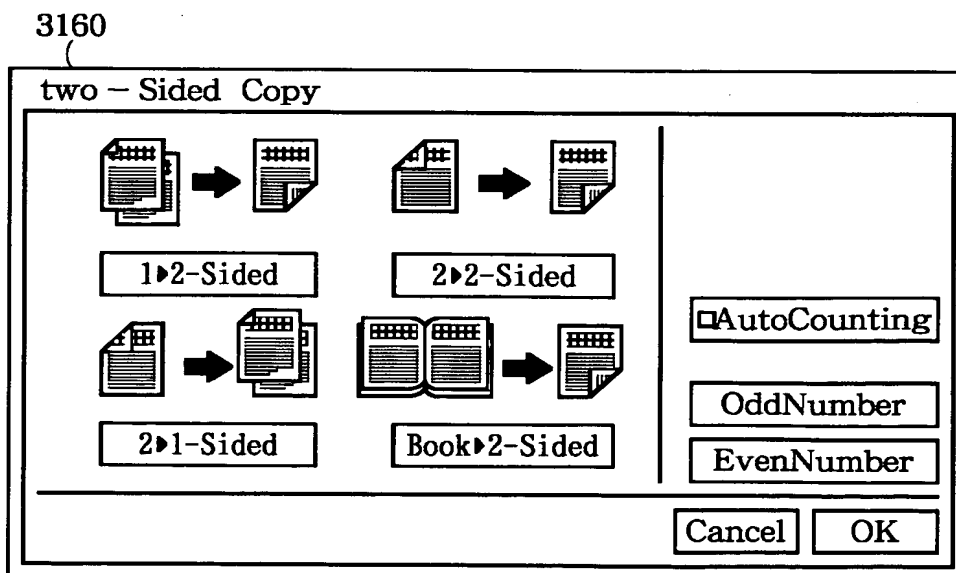 3160
two – Sided Copy
1▶2-Sided
2▶2-Sided
2▶1-Sided
Book▶2-Sided
AutoCounting
OddNumber
EvenNumber
Cancel
OK